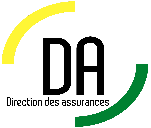 DA
Direction des assurances